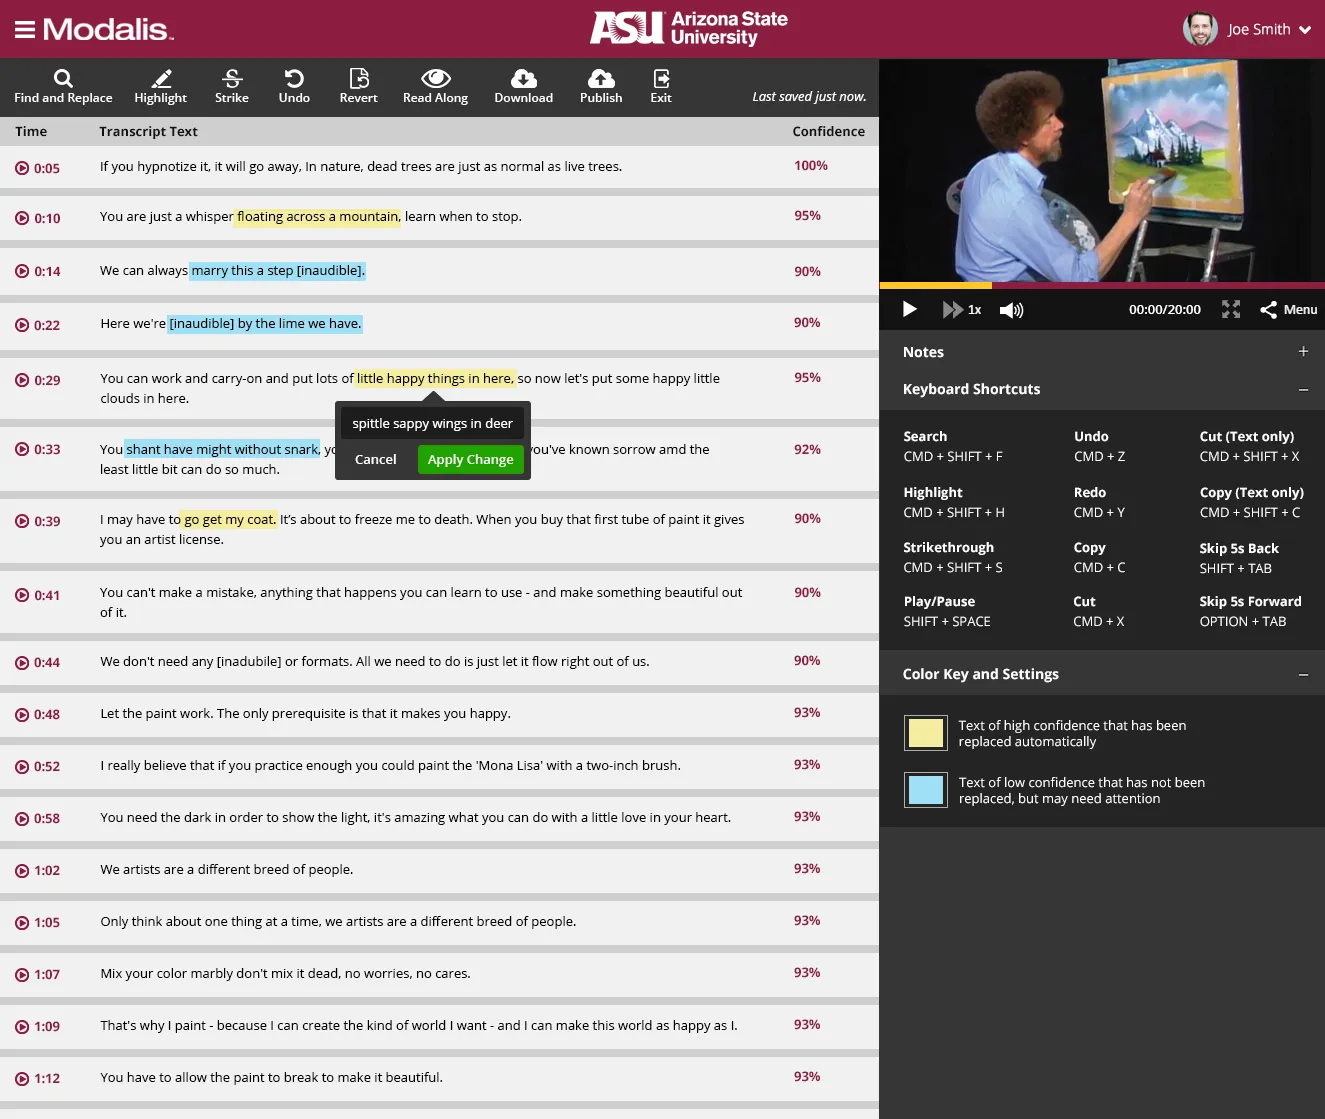 Modalis
ASU Arizona State
University
Joe Smith
Find and Replace
Highlight
Strike
Undo
Revert
Read Along
Download
Publish
Exit
Last saved just now.
Time Transcript Text Confidence
0:05 If you hypnotize it, it will go away, In nature, dead trees are just as normal as live trees. 100%
0:10 You are just a whisper floating across a mountain, learn when to stop. 95%
0:14 We can always marry this a step [inaudible]. 90%
0:22 Here we're [inaudible] by the lime we have. 90%
0:29 You can work and carry-on and put lots of little happy things in here, so now let's put some happy little 95%
clouds in here.
spittle sappy wings in deer
Cancel Apply Change
0:33 You shant have might without snark, yo you've known sorrow amd the 92%
least little bit can do so much.
0:39 I may have to go get my coat. It's about to freeze me to death. When you buy that first tube of paint it gives 90%
you an artist license.
0:41 You can't make a mistake, anything that happens you can learn to use - and make something beautiful out 90%
of it.
0:44 We don't need any [inadubile] or formats. All we need to do is just let it flow right out of us. 90%
0:48 Let the paint work. The only prerequisite is that it makes you happy. 93%
0:52 I really believe that if you practice enough you could paint the 'Mona Lisa' with a two-inch brush. 93%
0:58 You need the dark in order to show the light, it's amazing what you can do with a little love in your heart. 93%
1:02 We artists are a different breed of people. 93%
1:05 Only think about one thing at a time, we artists are a different breed of people. 93%
1:07 Mix your color marbly don't mix it dead, no worries, no cares. 93%
1:09 That's why I paint - because I can create the kind of world I want - and I can make this world as happy as I. 93%
1:12 You have to allow the paint to break to make it beautiful. 93%
1x 00:00/20:00 Menu
Notes +
Keyboard Shortcuts –
Search Undo Cut (Text only)
CMD + SHIFT + F CMD + Z CMD + SHIFT + X
Highlight Redo Copy (Text only)
CMD + SHIFT + H CMD + Y CMD + SHIFT + C
Strikethrough Copy Skip 5s Back
CMD + SHIFT + S CMD + C SHIFT + TAB
Play/Pause Cut Skip 5s Forward
SHIFT + SPACE CMD + X OPTION + TAB
Color Key and Settings –
Text of high confidence that has been
replaced automatically
Text of low confidence that has not been
replaced, but may need attention